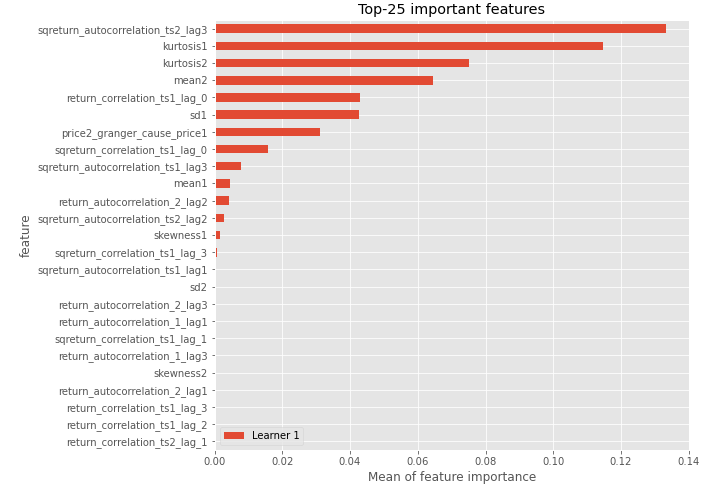 Top-25 important features
sqreturn_autocorrelation_ts2_lag3
kurtosis1
kurtosis2
mean2
return_correlation_ts1_lag_0
sd1
price2_granger_cause_price1
sqreturn_correlation_ts1_lag_0
sqreturn_autocorrelation_ts1_lag3
mean1
return_autocorrelation_2_lag2
sqreturn_autocorrelation_ts2_lag2
skewness1
sqreturn_correlation_ts1_lag_3
sqreturn_autocorrelation_ts1_lag1
sd2
return_autocorrelation_2_lag3
return_autocorrelation_1_lag1
sqreturn_correlation_ts1_lag_1
return_autocorrelation_1_lag3
skewness2
return_autocorrelation_2_lag1
return_correlation_ts1_lag_3
return_correlation_ts1_lag_2
return_correlation_ts2_lag_1
feature
Learner 1
0.00 0.02 0.04 0.06 0.08 0.10 0.12 0.14
Mean of feature importance